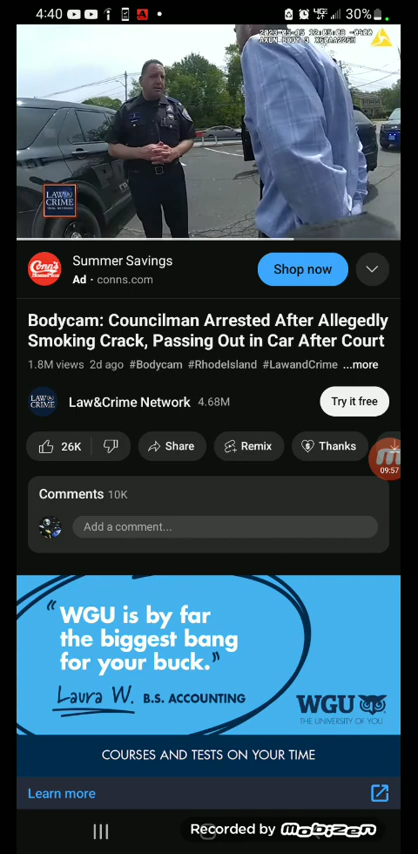 4:40
30%
LAW&
CRIME
Conn's
Summer Savings
Ad · conns.com
Shop now
Bodycam: Councilman Arrested After Allegedly
Smoking Crack, Passing Out in Car After Court
1.8M views 2d ago #Bodycam #RhodeIsland #LawandCrime ...more
LAW&
CRIME
Law&Crime Network 4.68M
Try it free
26K
Share
Remix
Thanks
09:57
Comments 10K
Add a comment...
"WGU is by far
the biggest bang
for your buck."
Laura W. B.S. ACCOUNTING
WGU
THE UNIVERSITY OF YOU
COURSES AND TESTS ON YOUR TIME
Learn more
Recorded by mobizen